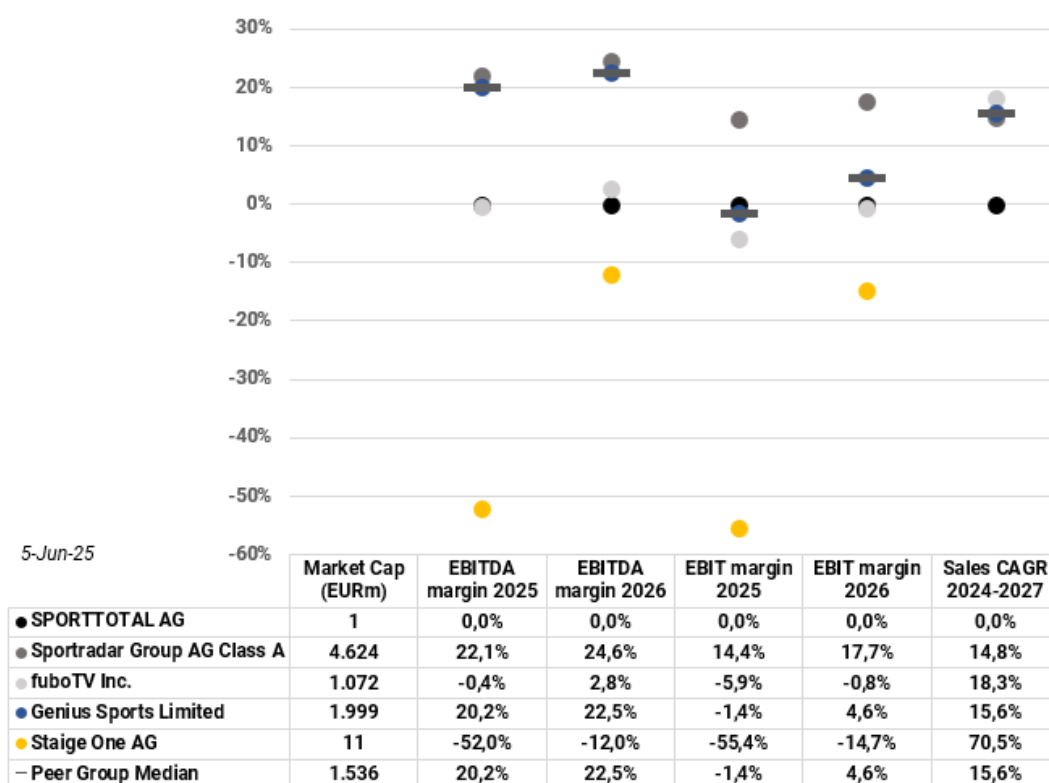 30%
20%
10%
0%
-10%
-20%
-30%
-40%
-50%
-60%
5-Jun-25
Market Cap (EURm) EBITDA margin 2025 EBITDA margin 2026 EBIT margin 2025 EBIT margin 2026 Sales CAGR 2024-2027
SPORTTOTAL AG 1 0,0% 0,0% 0,0% 0,0% 0,0%
Sportradar Group AG Class A 4.624 22,1% 24,6% 14,4% 17,7% 14,8%
fuboTV Inc. 1.072 -0,4% 2,8% -5,9% -0,8% 18,3%
Genius Sports Limited 1.999 20,2% 22,5% -1,4% 4,6% 15,6%
Staige One AG 11 -52,0% -12,0% -55,4% -14,7% 70,5%
Peer Group Median 1.536 20,2% 22,5% -1,4% 4,6% 15,6%